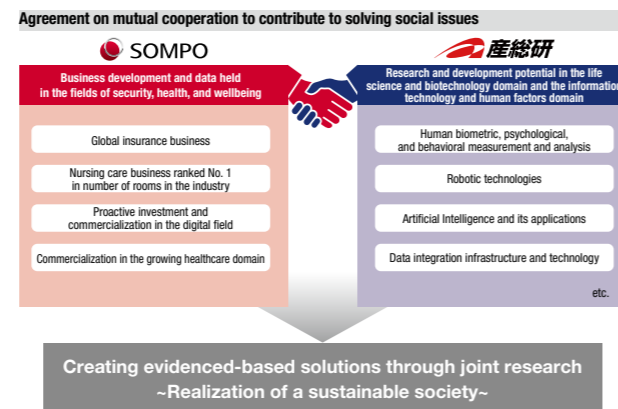 Agreement on mutual cooperation to contribute to solving social issues
SOMPO
産総研
Business development and data held
in the fields of security, health, and wellbeing
Research and development potential in the life
science and biotechnology domain and the information
technology and human factors domain
Global insurance business
Nursing care business ranked No. 1
in number of rooms in the industry
Proactive investment and
commercialization in the digital field
Commercialization in the growing healthcare domain
Human biometric, psychological,
and behavioral measurement and analysis
Robotic technologies
Artificial Intelligence and its applications
Data integration infrastructure and technology
etc.
Creating evidenced-based solutions through joint research
~Realization of a sustainable society~